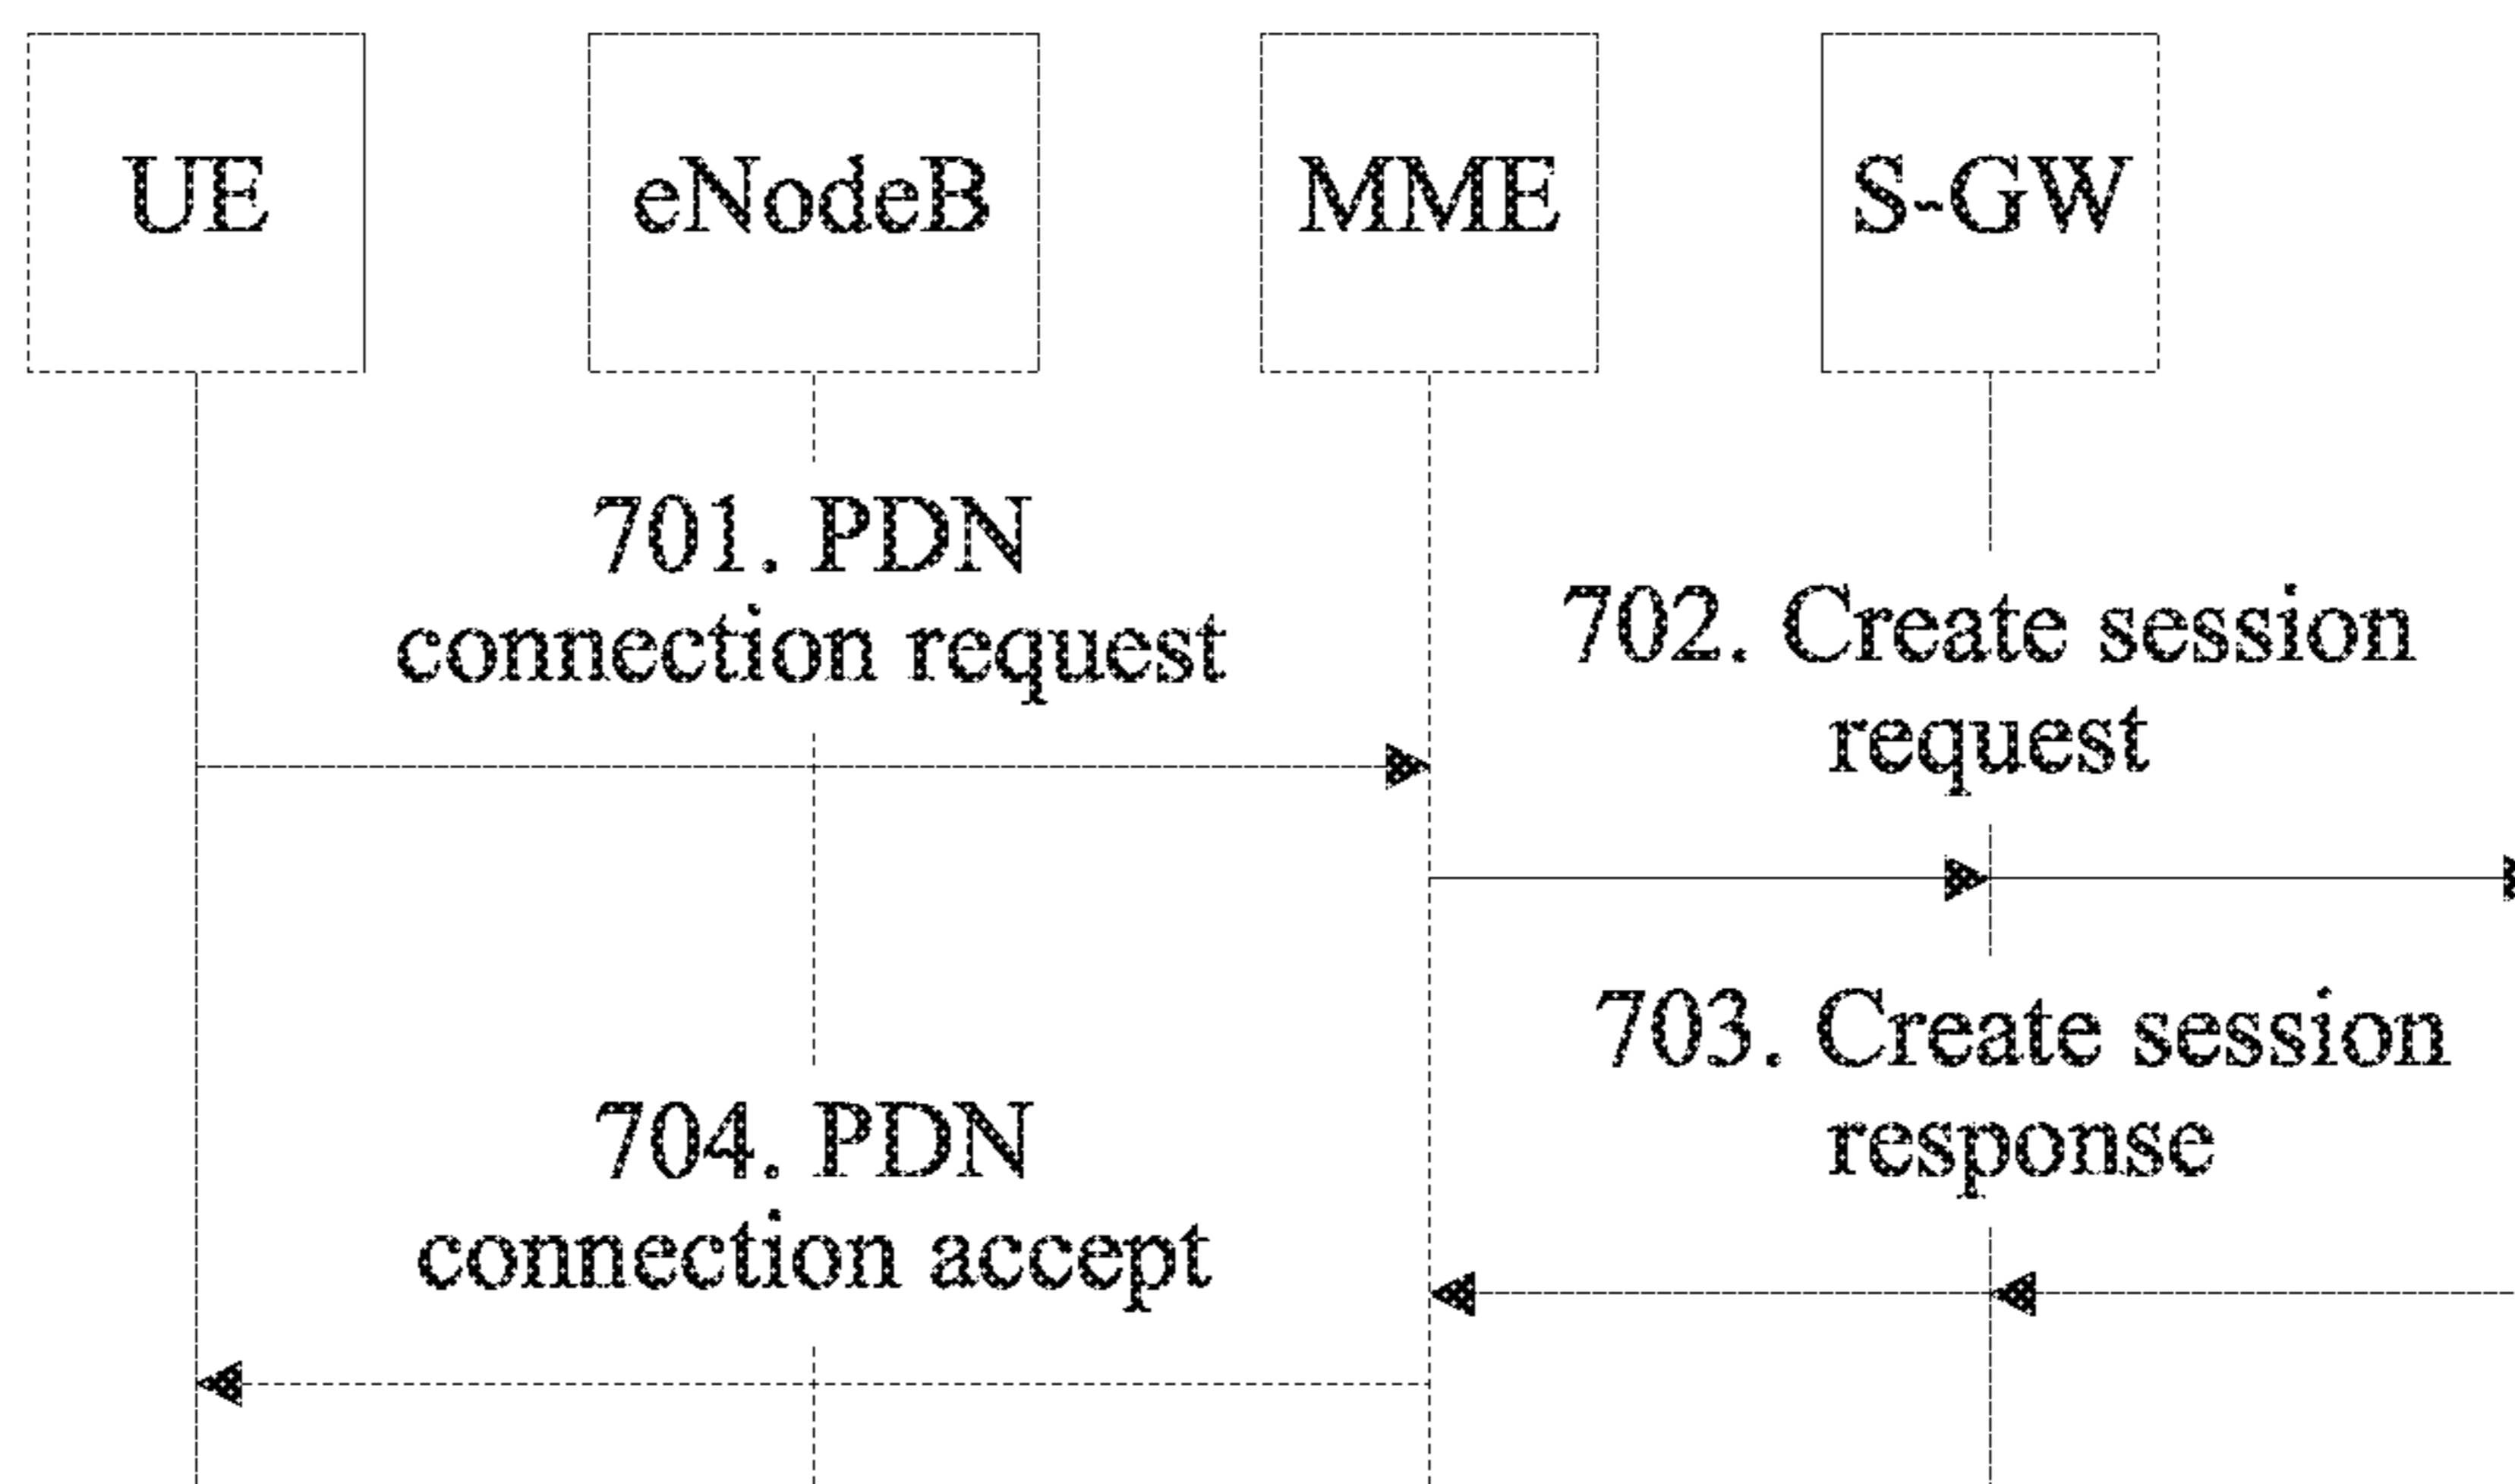 UE
eNodeB
MME
S-GW
701. PDN
connection request
702. Create session
request
703. Create session
response
704. PDN
connection accept